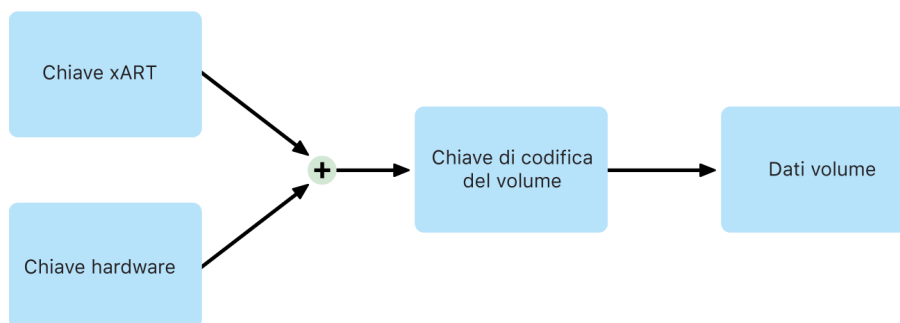 Chiave xART
+
Chiave di codifica
del volume
Dati volume
Chiave hardware